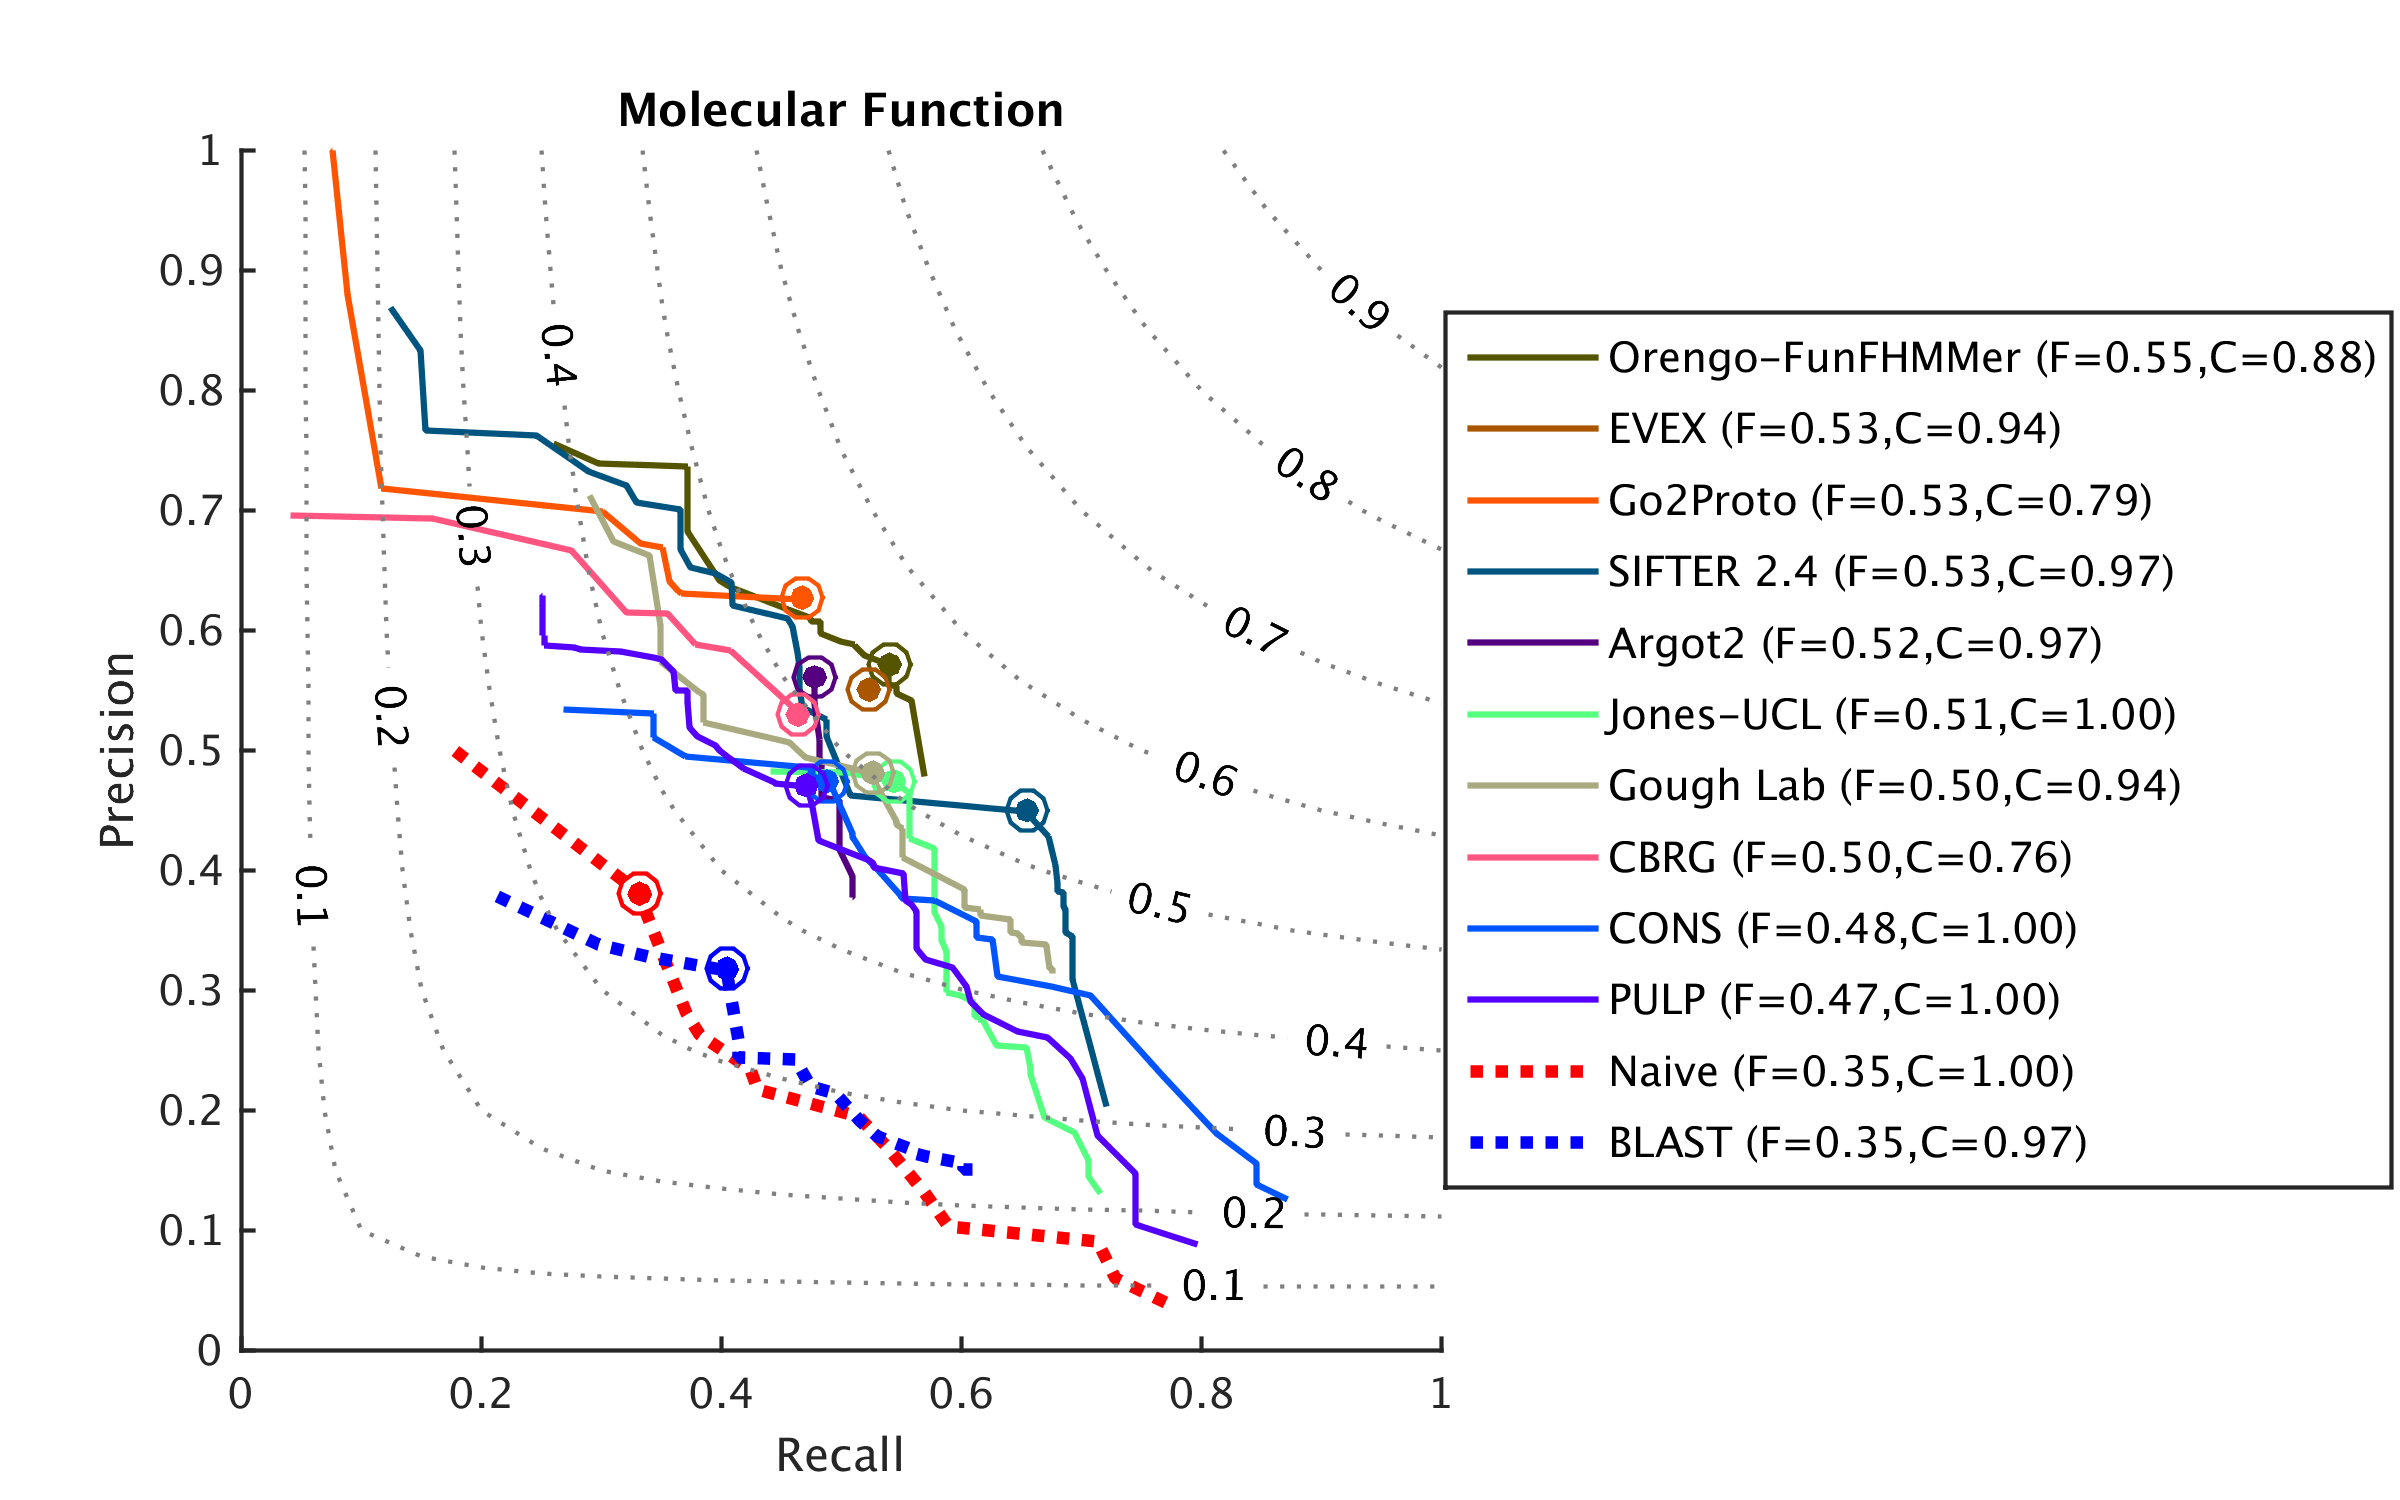 Molecular Function
1
0.9
0.8
0.7
0.6
0.5
0.4
0.3
0.2
0.1
0
Precision
0 0.2 0.4 0.6 0.8 1
Recall
0.1
0.2
0.3
0.4
0.9
0.8
0.7
0.6
0.5
0.4
0.3
0.2
0.1
Orengo-FunFHMMer (F=0.55,C=0.88)
EVEX (F=0.53,C=0.94)
Go2Proto (F=0.53,C=0.79)
SIFTER 2.4 (F=0.53,C=0.97)
Argot2 (F=0.52,C=0.97)
Jones-UCL (F=0.51,C=1.00)
Gough Lab (F=0.50,C=0.94)
CBRG (F=0.50,C=0.76)
CONS (F=0.48,C=1.00)
PULP (F=0.47,C=1.00)
Naive (F=0.35,C=1.00)
BLAST (F=0.35,C=0.97)